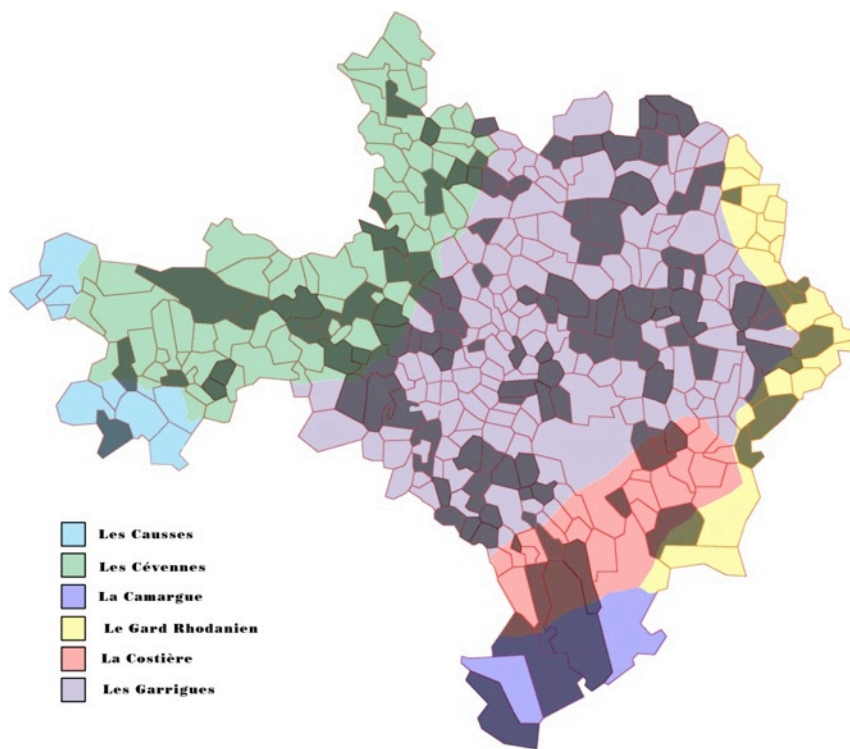 Les Causses
Les Cévennes
La Camargue
Le Gard Rhodanien
La Costière
Les Garrigues